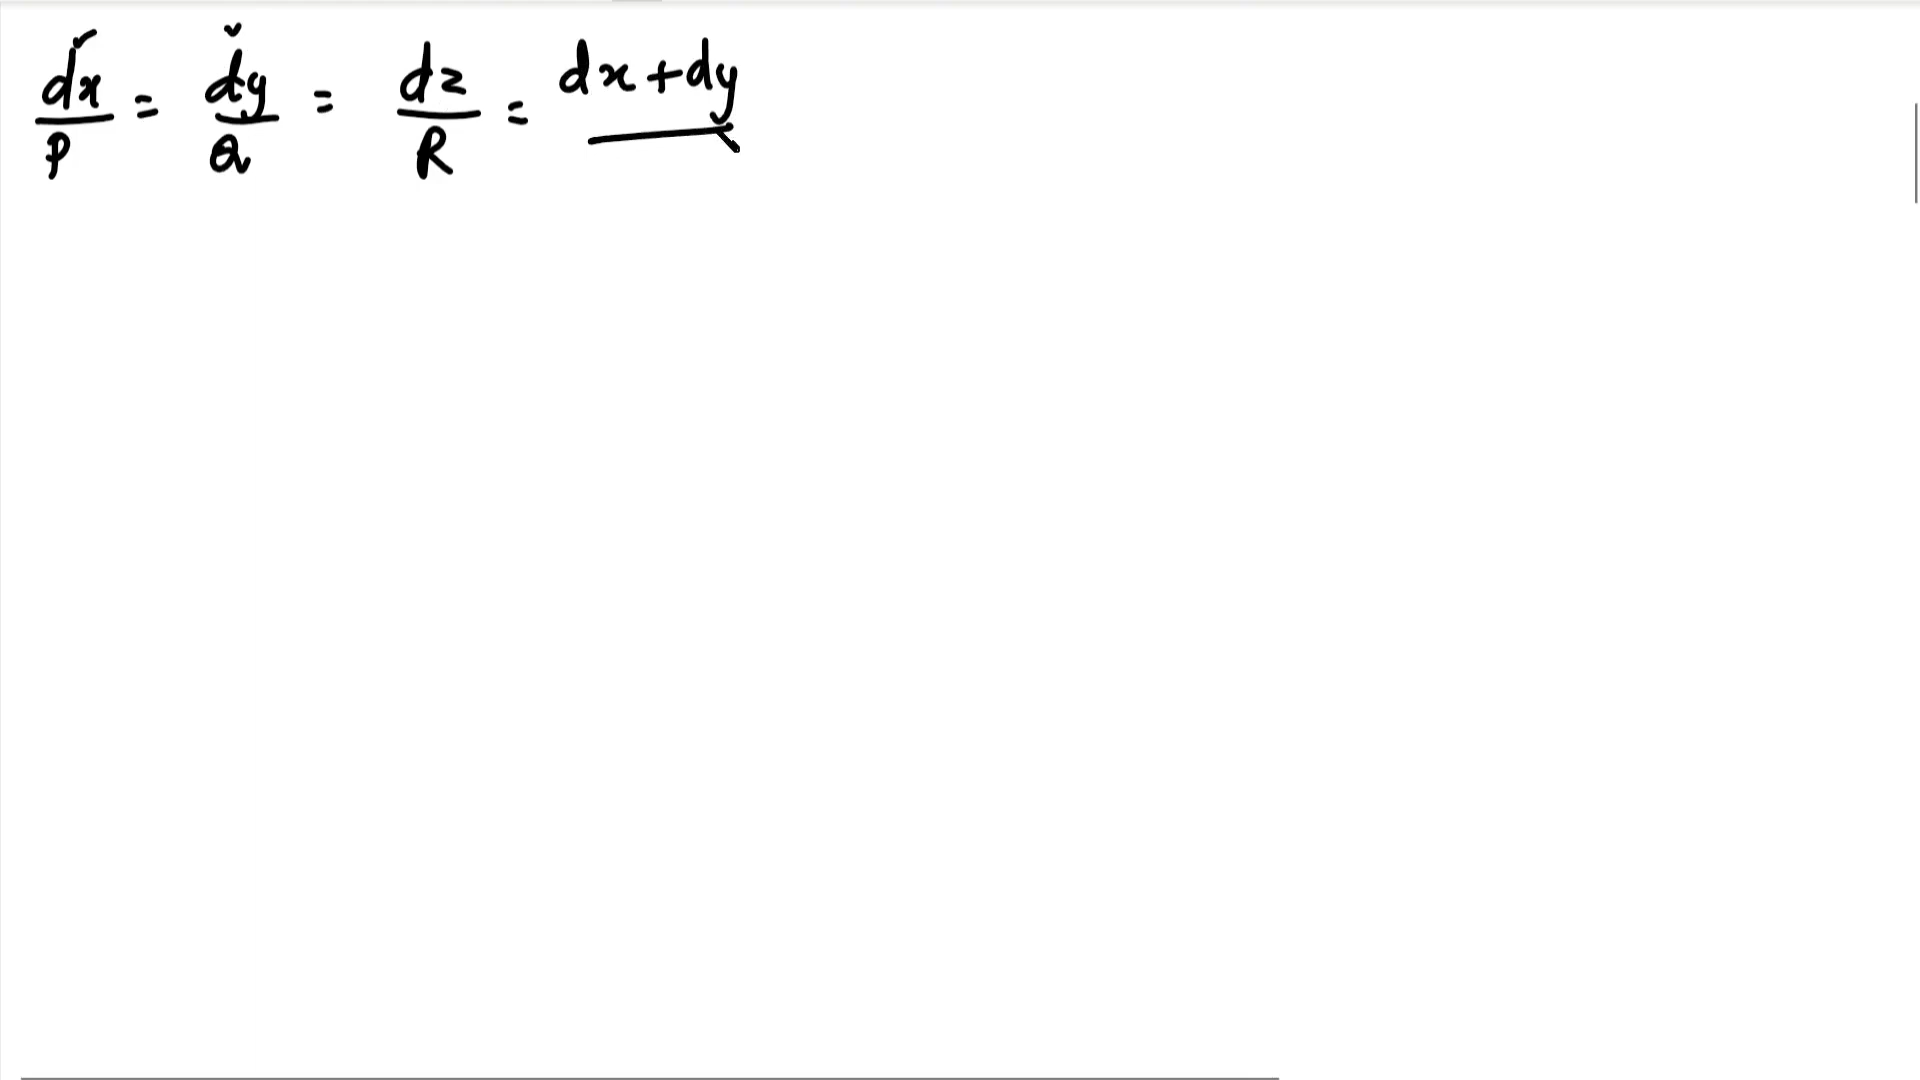 dx/P = dy/Q = dz/R = dx+dy/